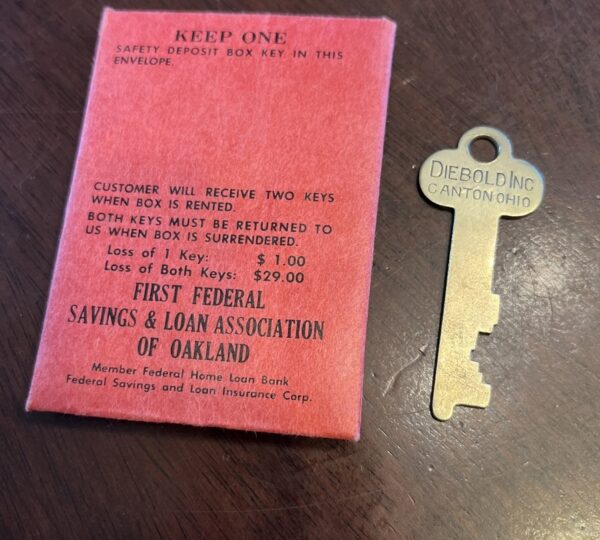 KEEP ONE
SAFETY DEPOSIT BOX KEY IN THIS
ENVELOPE.
CUSTOMER WILL RECEIVE TWO KEYS
WHEN BOX IS RENTED.
BOTH KEYS MUST BE RETURNED TO
US WHEN BOX IS SURRENDERED.
Loss of 1 Key: $ 1.00
Loss of Both Keys: $29.00
FIRST FEDERAL
SAVINGS & LOAN ASSOCIATION
OF OAKLAND
Member Federal Home Loan Bank
Federal Savings and Loan Insurance Corp.
DIEBOLD INC
CANTON OHIO